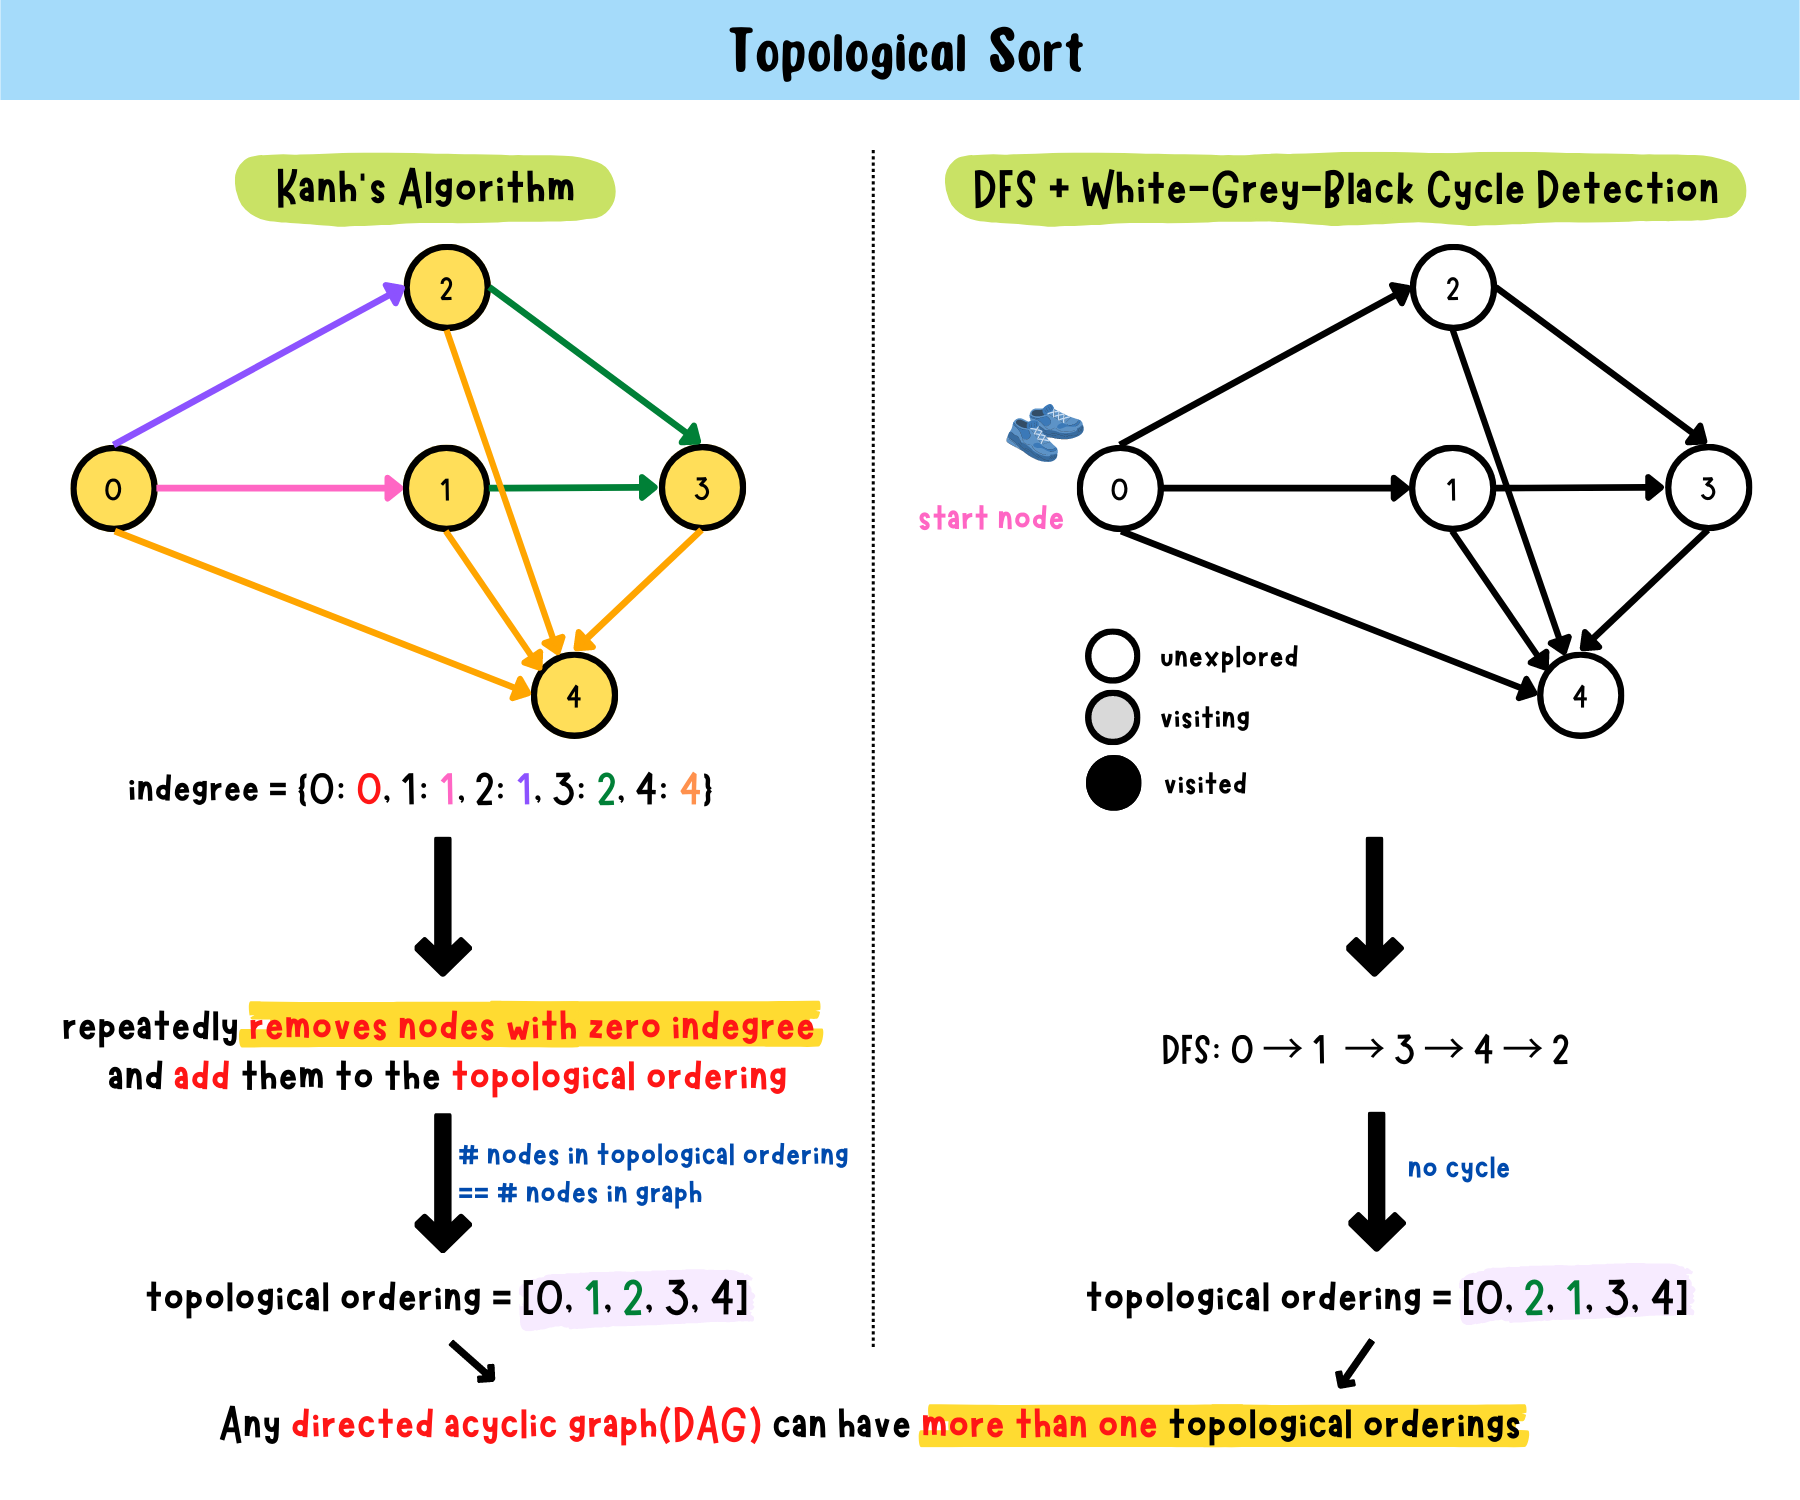 Topological Sort
Kanh's Algorithm
2
0
1
3
4
indegree = {0: 0, 1: 1, 2: 1, 3: 2, 4: 4}
repeatedly removes nodes with zero indegree
and add them to the topological ordering
# nodes in topological ordering
== # nodes in graph
topological ordering = [0, 1, 2, 3, 4]
DFS + White-Grey-Black Cycle Detection
2
0
1
3
start node
4
unexplored
visiting
visited
DFS: 0 → 1 → 3 → 4 → 2
no cycle
topological ordering = [0, 2, 1, 3, 4]
Any directed acyclic graph(DAG) can have more than one topological orderings